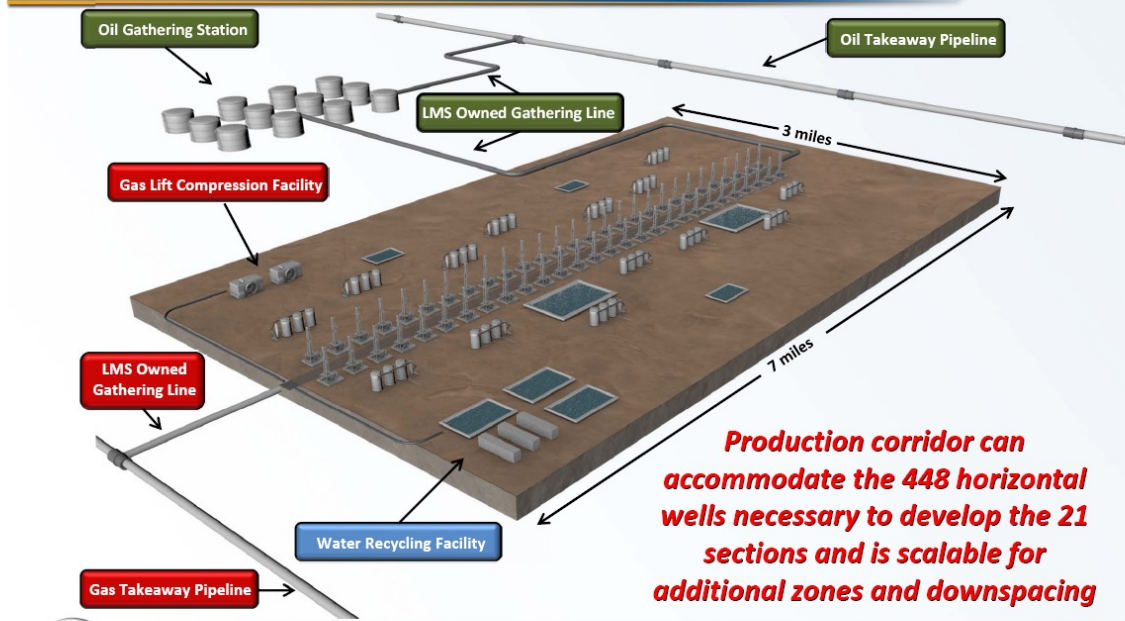 Oil Gathering Station
Oil Takeaway Pipeline
LMS Owned Gathering Line
3 miles
Gas Lift Compression Facility
7 miles
LMS Owned
Gathering Line
Production corridor can
accommodate the 448 horizontal
wells necessary to develop the 21
sections and is scalable for
additional zones and downspacing
Water Recycling Facility
Gas Takeaway Pipeline